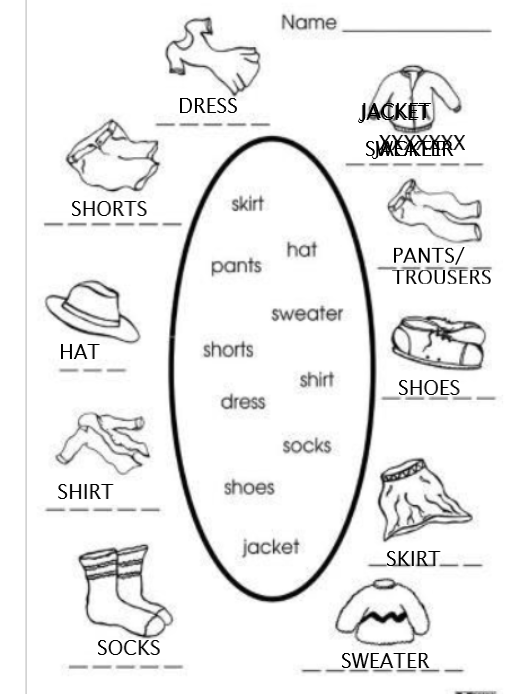 Name
DRESS
JACKET
XXXXXXX
SHORTS
skirt
hat
PANTS/
TROUSERS
pants
sweater
HAT
shorts
shirt
SHOES
dress
socks
SHIRT
shoes
jacket
SKIRT
SOCKS
SWEATER